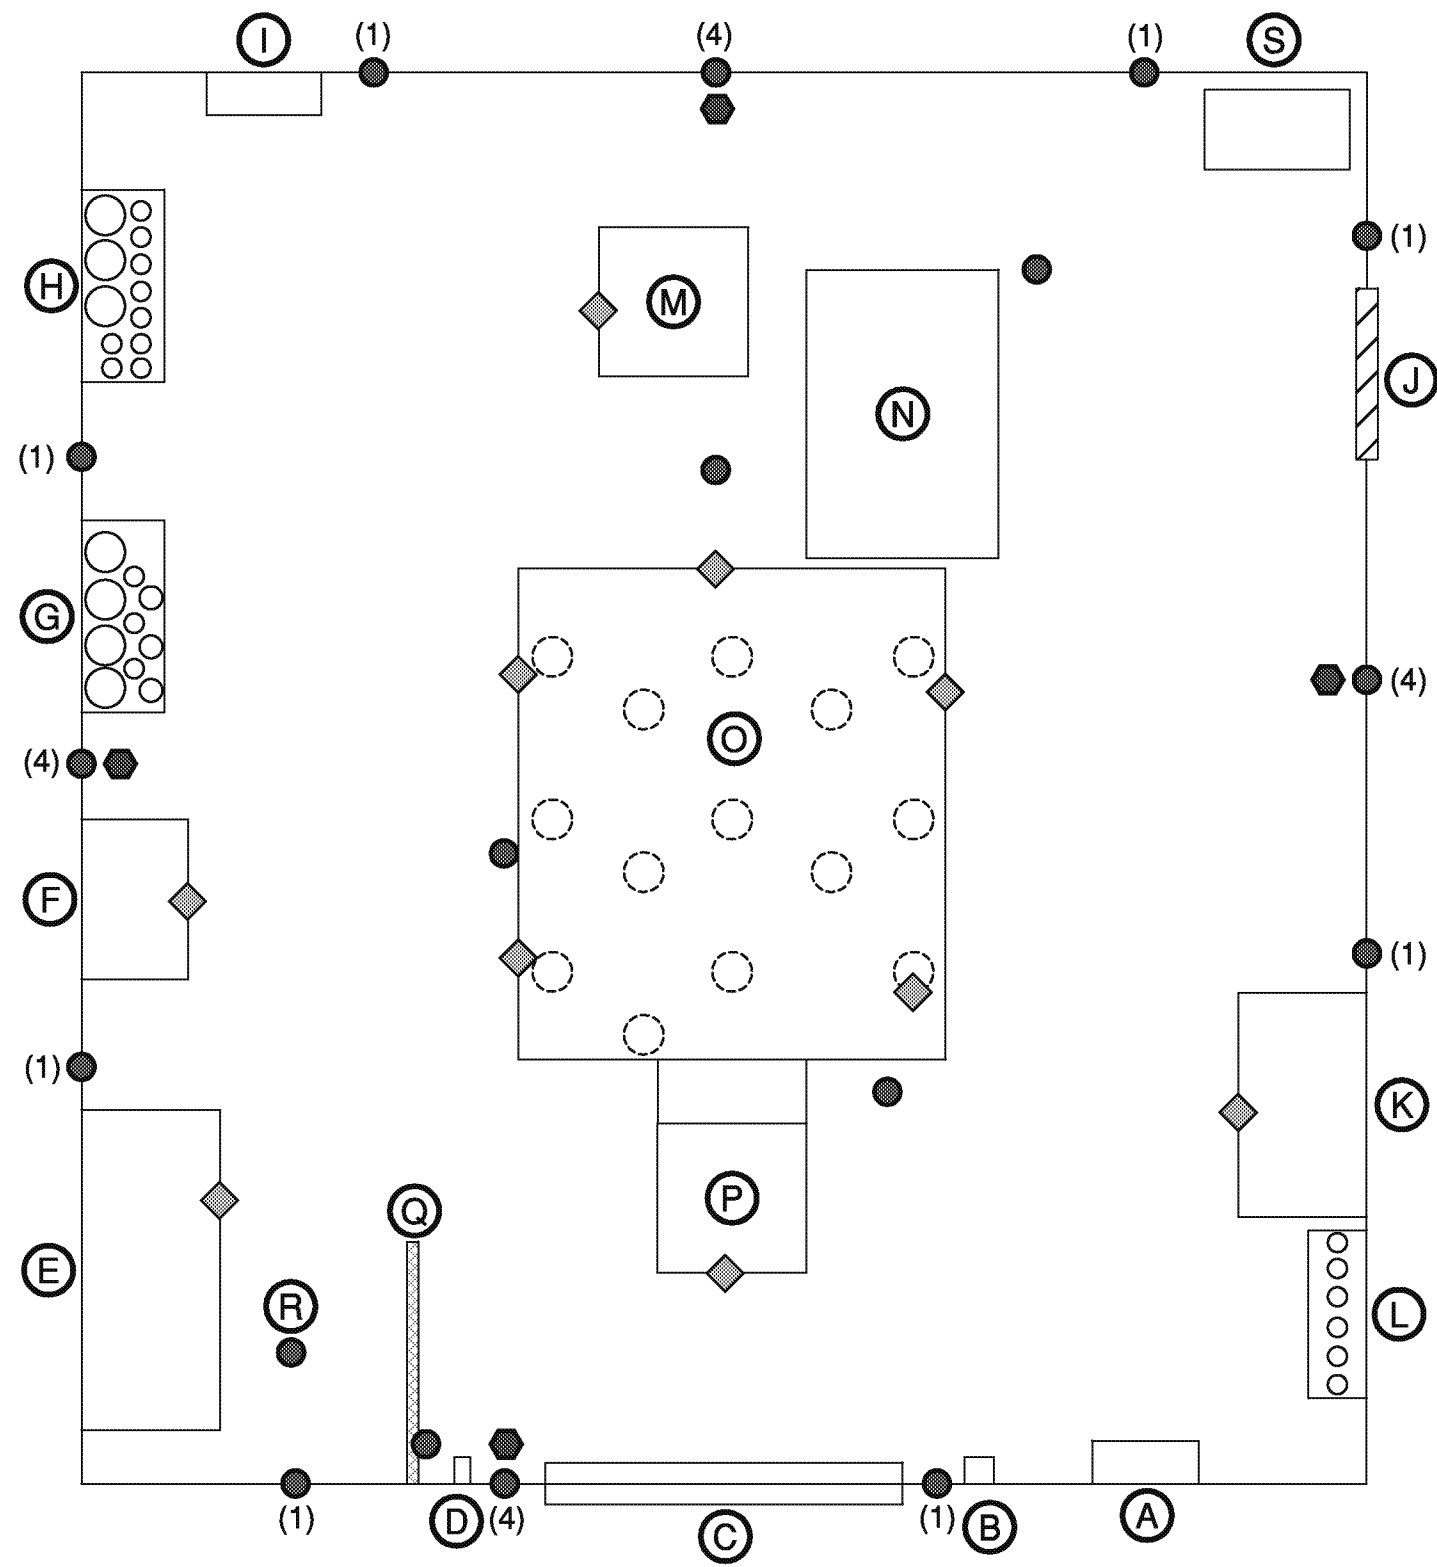 I (1) (4) (1) S
(1)
H M J
N
(1)
G
(4)
O
(4)
F
(1)
(1)
K
P
Q
E
R L
(1) D (4) C (1) B A